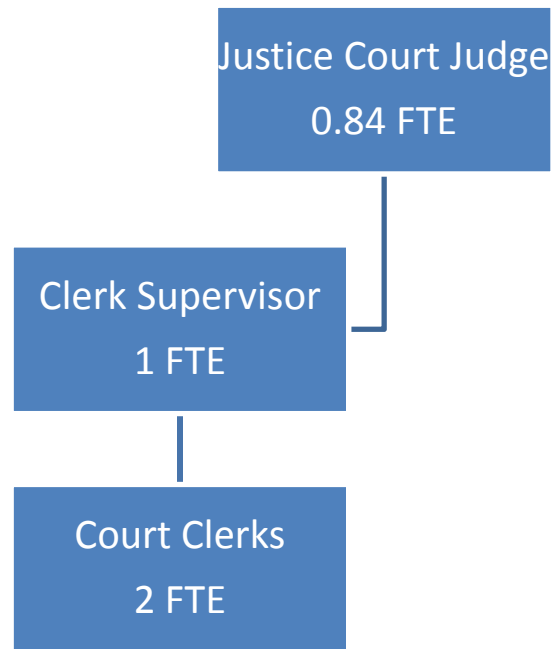 Justice Court Judge
0.84 FTE
Clerk Supervisor
1 FTE
Court Clerks
2 FTE